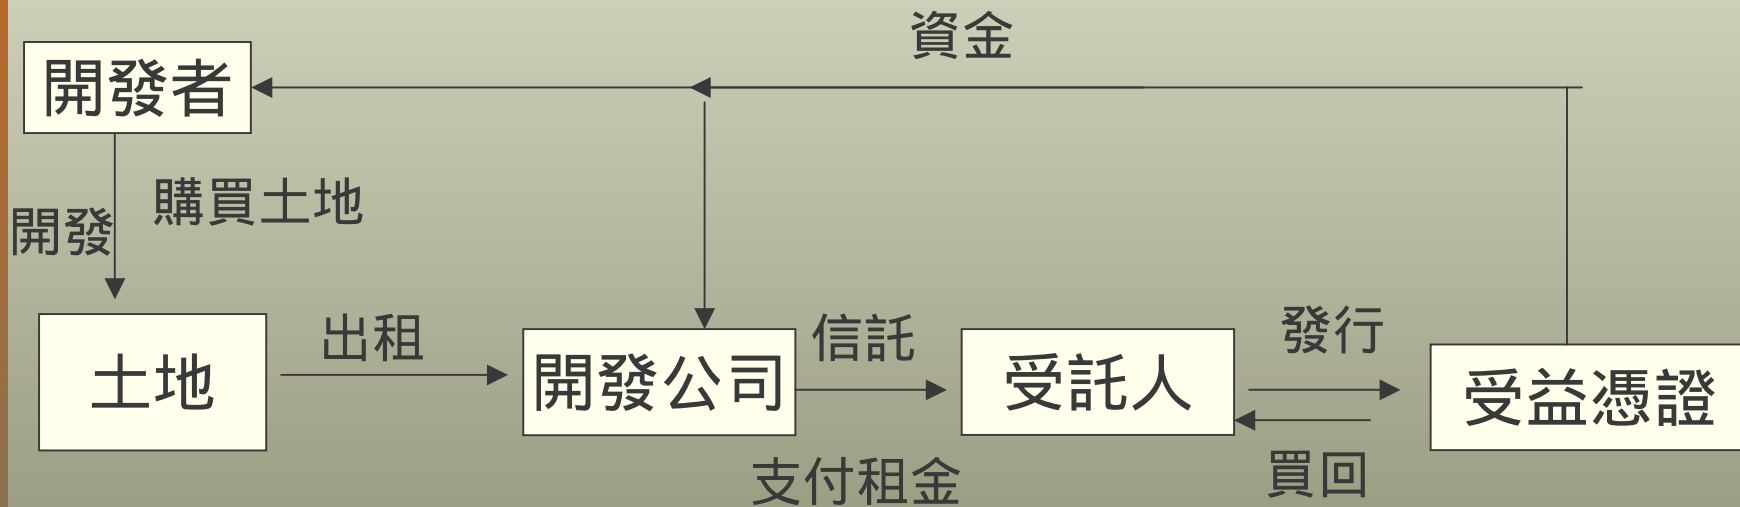 資金
開發者
購買土地
開發
土地
出租
開發公司
信託
受託人
發行
受益憑證
支付租金
買回